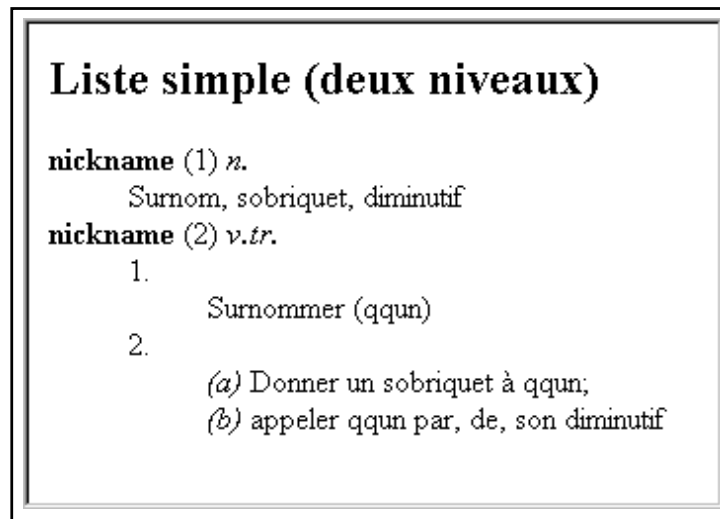 Liste simple (deux niveaux)
nickname (1) n.
Surnom, sobriquet, diminutif
nickname (2) v.tr.
1.
Surnommer (qqun)
2.
(a) Donner un sobriquet à qqun;
(b) appeler qqun par, de, son diminutif